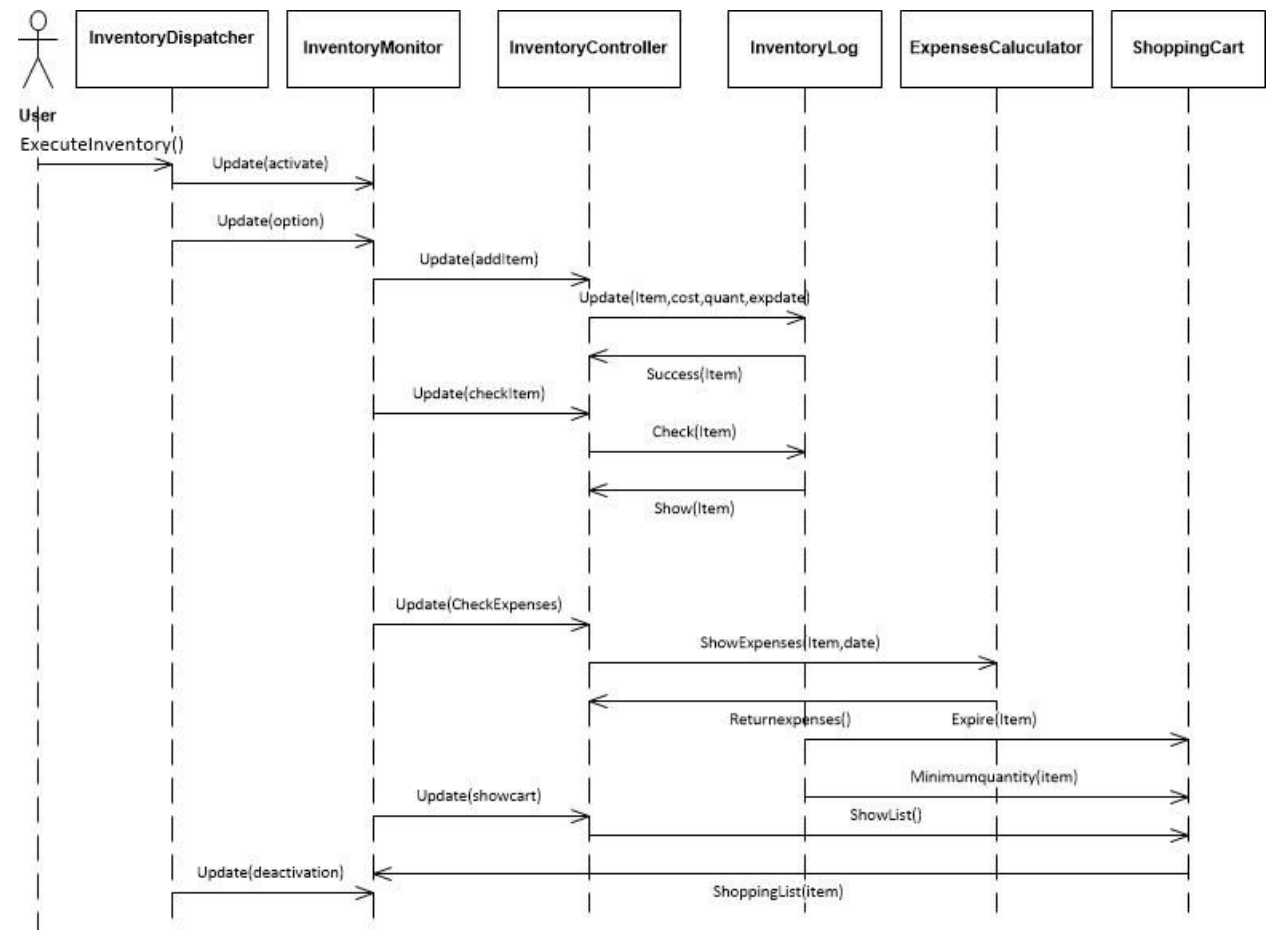 InventoryDispatcher
InventoryMonitor
InventoryController
InventoryLog
ExpensesCaluculator
ShoppingCart
User
ExecuteInventory()
Update(activate)
Update(option)
Update(addItem)
Update(Item,cost,quant,expdate)
Success(Item)
Update(checkItem)
Check(Item)
Show(Item)
Update(CheckExpenses)
ShowExpenses(Item,date)
Returnexpenses()
Expire(Item)
Minimumquantity(item)
Update(showcart)
ShowList()
Update(deactivation)
ShoppingList(item)